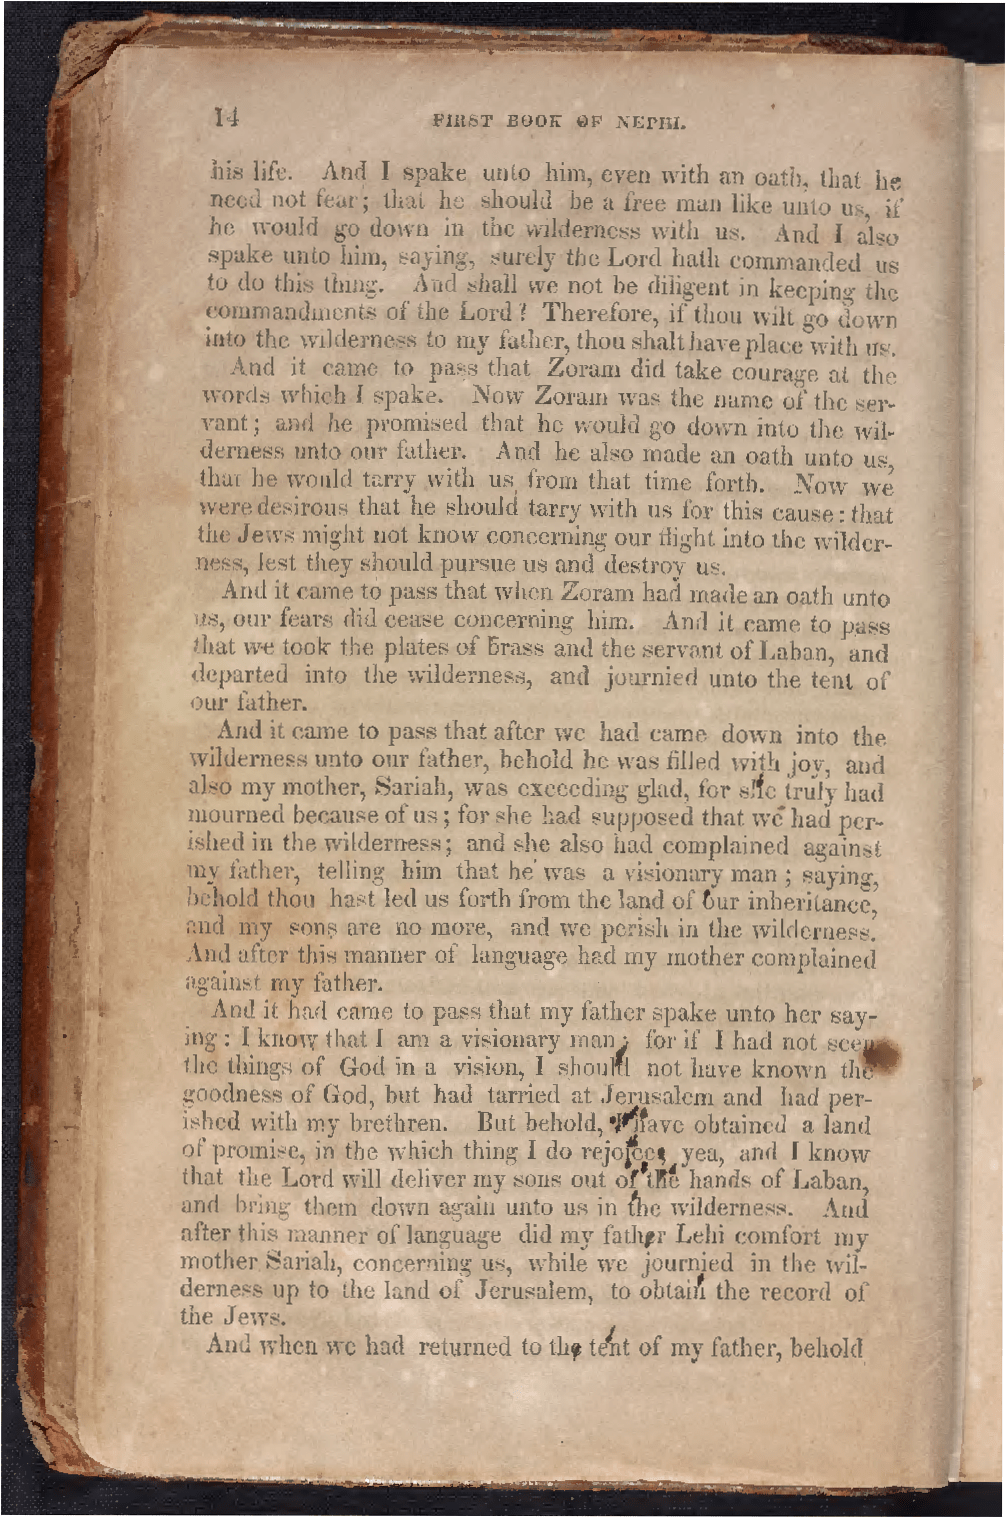 14 FIRST BOOK OF NEPHI.
his life. And I spake unto him, even with an oath, that he
need not fear; that he should be a free man like unto us, if
he would go down in the wilderness with us. And I also
spake unto him, saying, surely the Lord hath commanded us
to do this thing. And shall we not be diligent in keeping the
commandments of the Lord? Therefore, if thou wilt go down
into the wilderness to my father, thou shalt have place with us.
And it came to pass that Zoram did take courage at the
words which I spake. Now Zoram was the name of the ser-
vant; and he promised that he would go down into the wil-
derness unto our father. And he also made an oath unto us,
that he would tarry with us from that time forth. Now we
were desirous that he should tarry with us for this cause: that
the Jews might not know concerning our flight into the wilder-
ness, lest they should pursue us and destroy us.
And it came to pass that when Zoram had made an oath unto
us, our fears did cease concerning him. And it came to pass
that we took the plates of brass and the servant of Laban, and
departed into the wilderness, and journied unto the tent of
our father.
And it came to pass that after we had came down into the
wilderness unto our father, behold he was filled with joy, and
also my mother, Sariah, was exceeding glad, for she truly had
mourned because of us; for she had supposed that we had per-
ished in the wilderness; and she also had complained against
my father, telling him that he was a visionary man; saying,
behold thou hast led us forth from the land of our inheritance,
and my sons are no more, and we perish in the wilderness.
And after this manner of language had my mother complained
against my father.
And it had came to pass that my father spake unto her say-
ing: I know that I am a visionary man; for if I had not seen
the things of God in a vision, I should not have known the
goodness of God, but had tarried at Jerusalem and had per-
ished with my brethren. But behold, I have obtained a land
of promise, in the which thing I do rejoice; yea, and I know
that the Lord will deliver my sons out of the hands of Laban,
and bring them down again unto us in the wilderness. And
after this manner of language did my father Lehi comfort my
mother Sariah, concerning us, while we journied in the wil-
derness up to the land of Jerusalem, to obtain the record of
the Jews.
And when we had returned to the tent of my father, behold